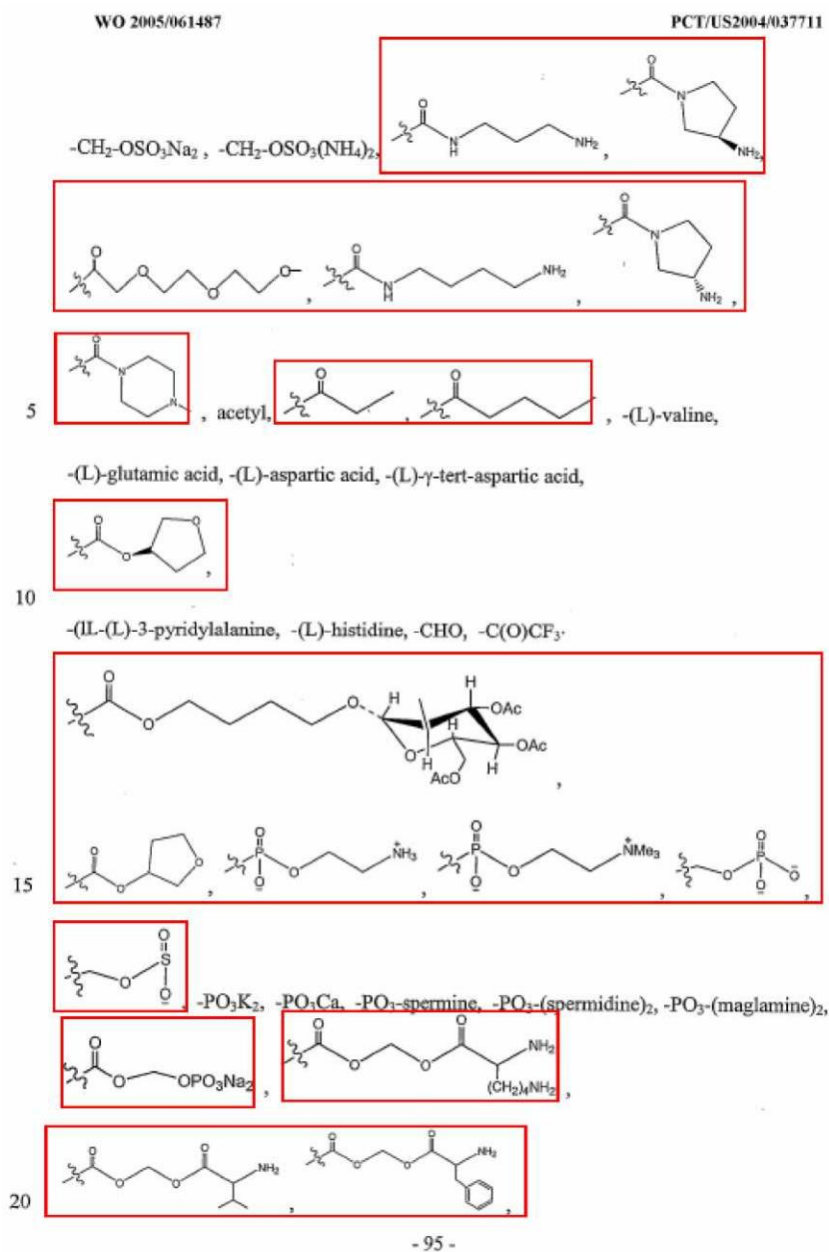 WO 2005/061487 PCT/US2004/037711
O O N NH2,
-CH2-OSO3Na2 , -CH2-OSO3(NH4)2, N H NH2 ,
O O O O— , O N H NH2 , O N NH2 ,
5 O N N , acetyl, O , O , -(L)-valine,
-(L)-glutamic acid, -(L)-aspartic acid, -(L)-γ-tert-aspartic acid,
O O O ,
10
-(lL-(L)-3-pyridylalanine, -(L)-histidine, -CHO, -C(O)CF3·
O O O H H OAc H O H H OAc AcO ,
15 O O O , O P O O NH3 + , O P O O NMe3 + , O P O O O ,
O S O O , -PO3K2, -PO3Ca, -PO3-spermine, -PO3-(spermidine)2, -PO3-(maglamine)2,
O O OPO3Na2 , O O O O NH2 (CH2)4NH2 ,
20 O O O O NH2 , O O O O NH2 ,
- 95 -